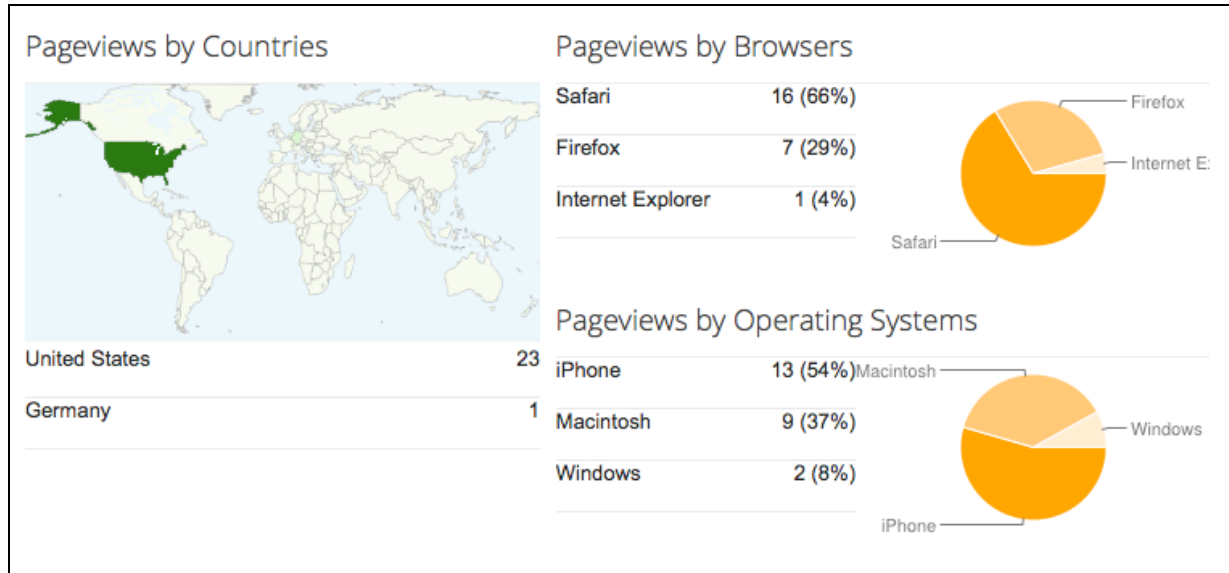 Pageviews by Countries
United States 23
Germany 1
Pageviews by Browsers
Safari 16 (66%)
Firefox 7 (29%)
Internet Explorer 1 (4%)
Firefox
Internet E:
Safari
Pageviews by Operating Systems
iPhone 13 (54%)
Macintosh 9 (37%)
Windows 2 (8%)
Macintosh
Windows
iPhone